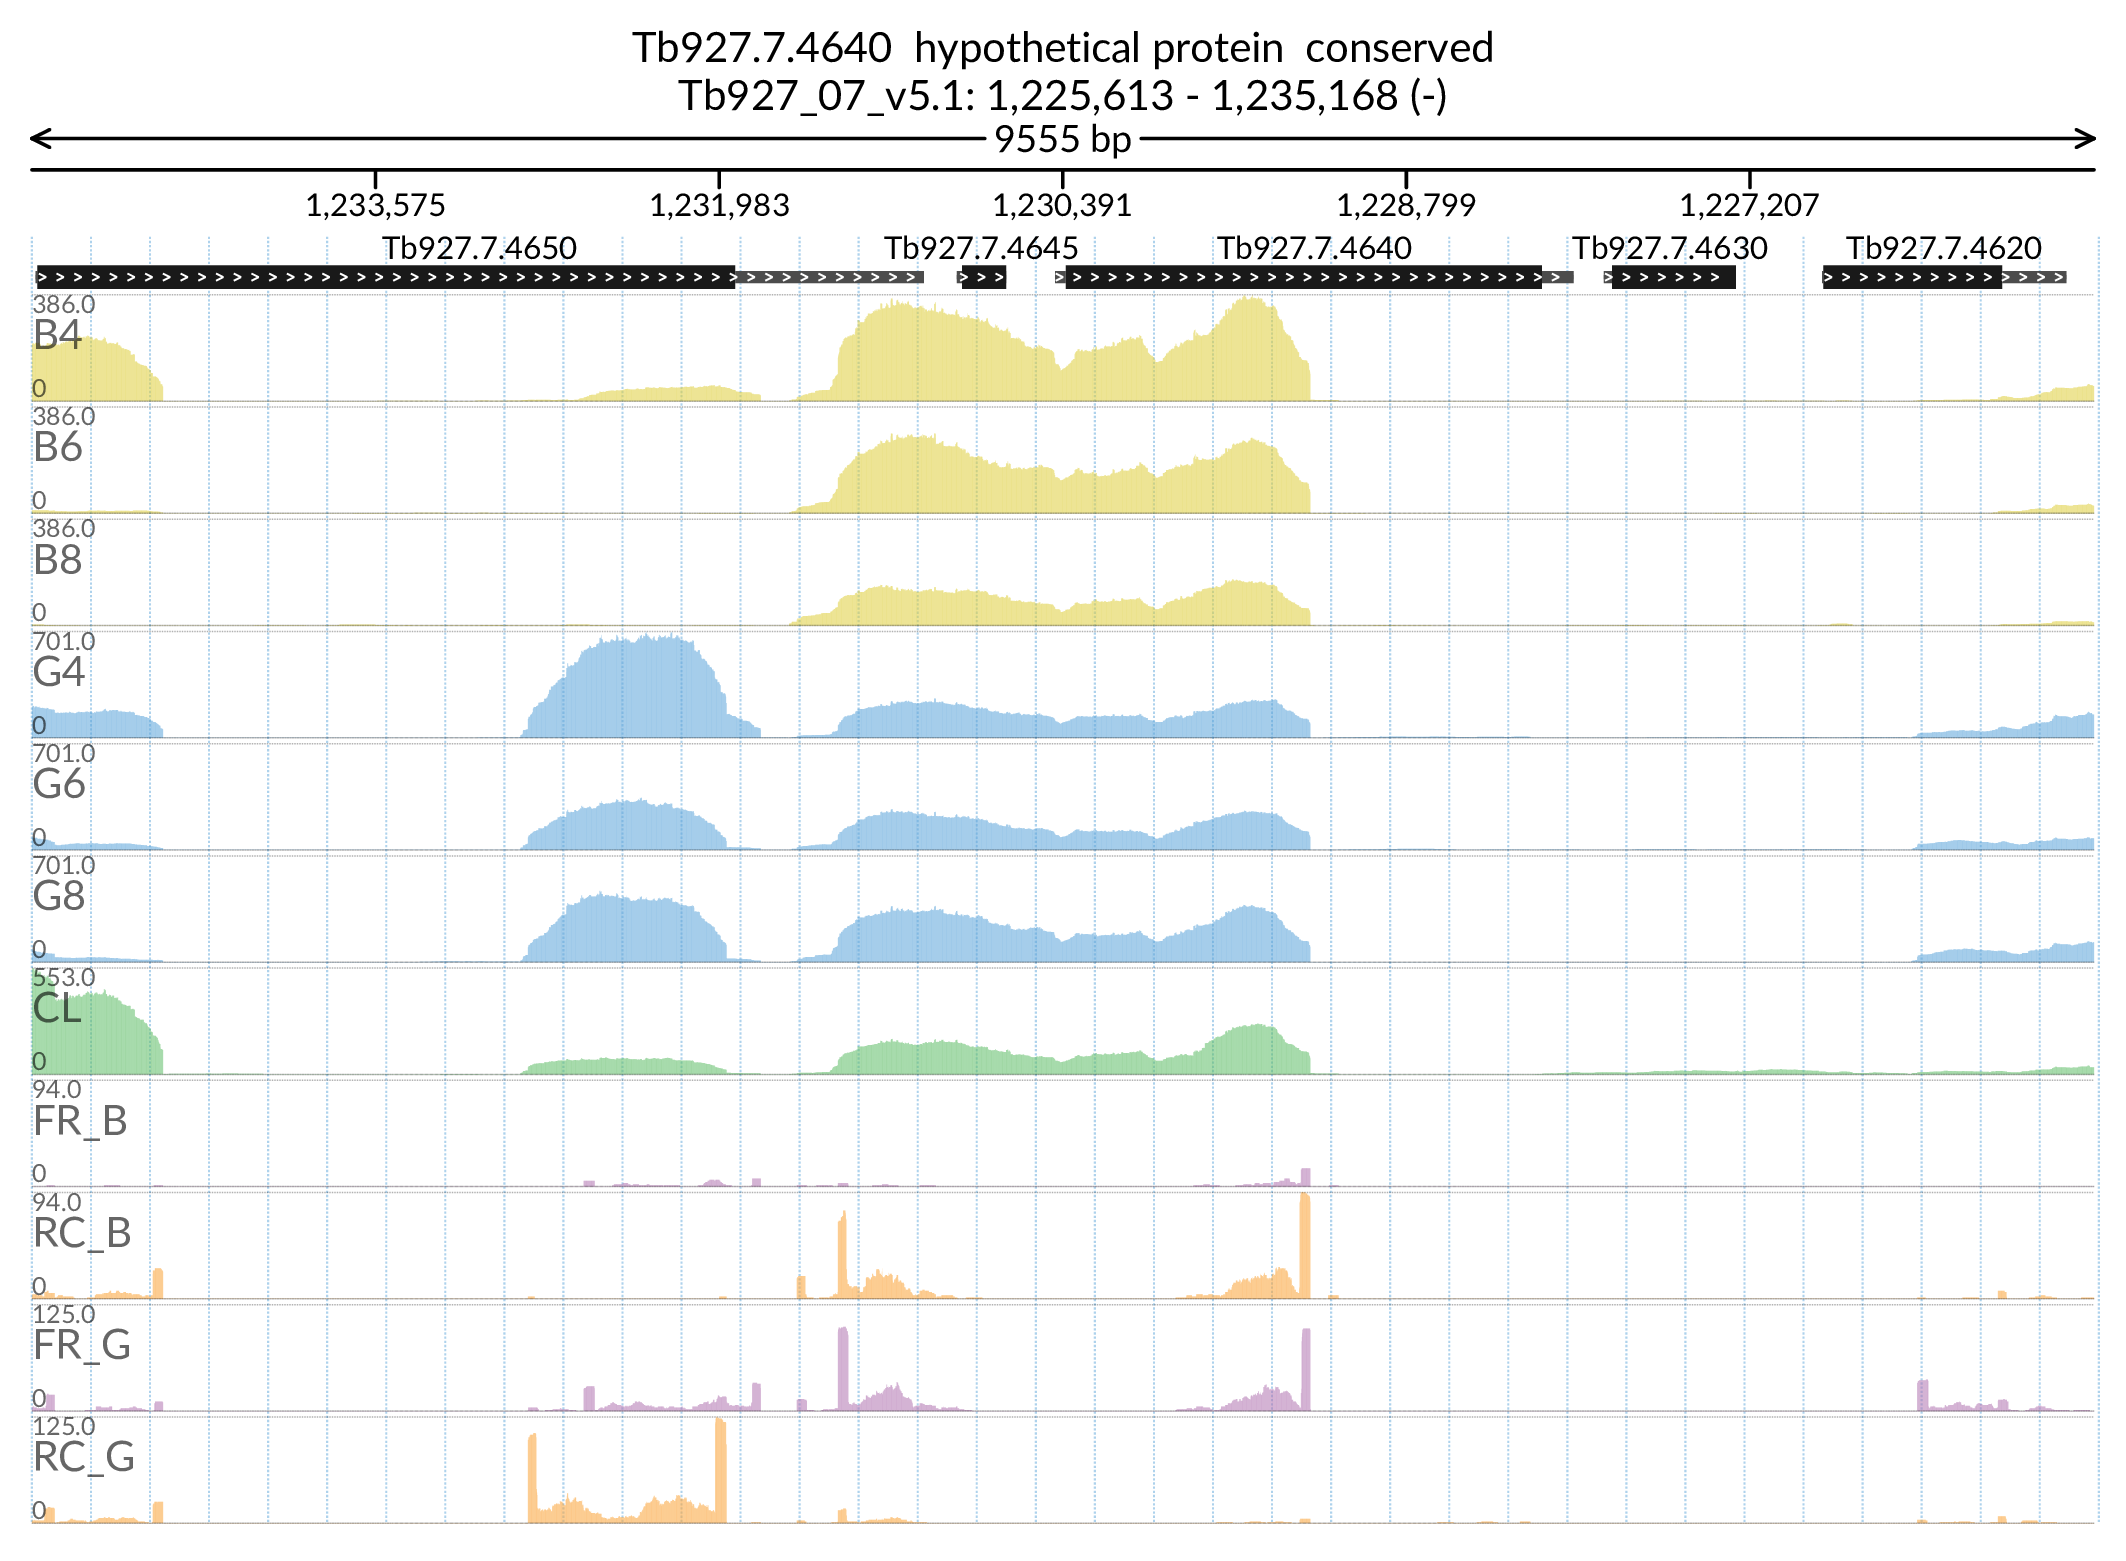 Tb927.7.4640 hypothetical protein conserved
Tb927_07_v5.1: 1,225,613 - 1,235,168 (-)
9555 bp
1,233,575 1,231,983 1,230,391 1,228,799 1,227,207
Tb927.7.4650 Tb927.7.4645 Tb927.7.4640 Tb927.7.4630 Tb927.7.4620
386.0
B4
0
386.0
B6
0
386.0
B8
0
701.0
G4
0
701.0
G6
0
701.0
G8
0
553.0
CL
0
94.0
FR_B
0
94.0
RC_B
0
125.0
FR_G
0
125.0
RC_G
0